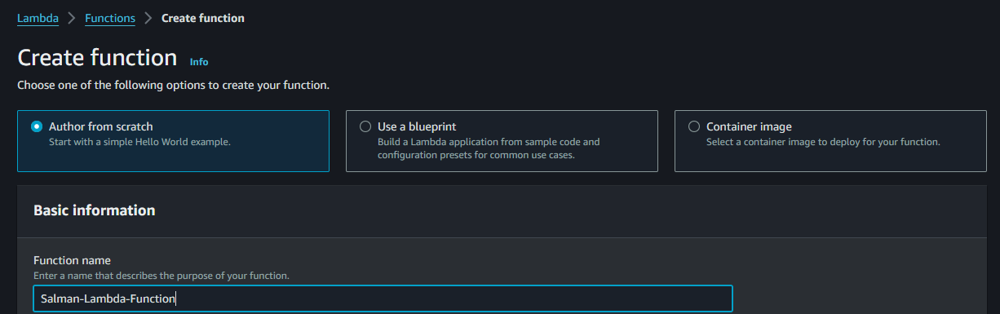 Lambda > Functions > Create function
Create function Info
Choose one of the following options to create your function.
Author from scratch
Start with a simple Hello World example.
Use a blueprint
Build a Lambda application from sample code and
configuration presets for common use cases.
Container image
Select a container image to deploy for your function.
Basic information
Function name
Enter a name that describes the purpose of your function.
Salman-Lambda-Function